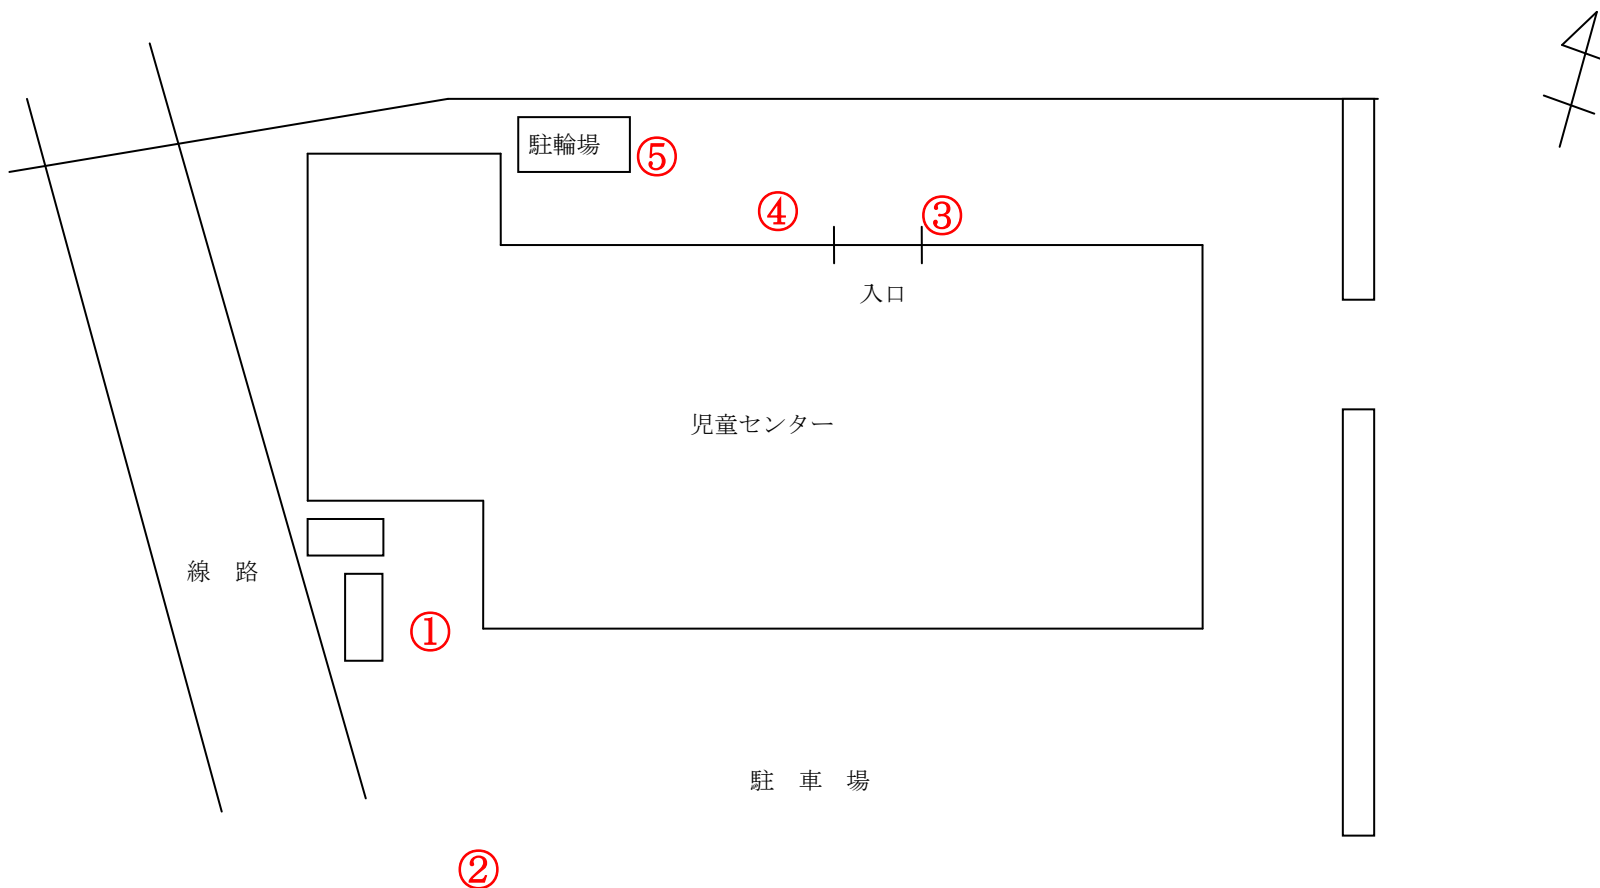 駐輪場
⑤
④
③
入口
児童センター
線 路
①
駐 車 場
②